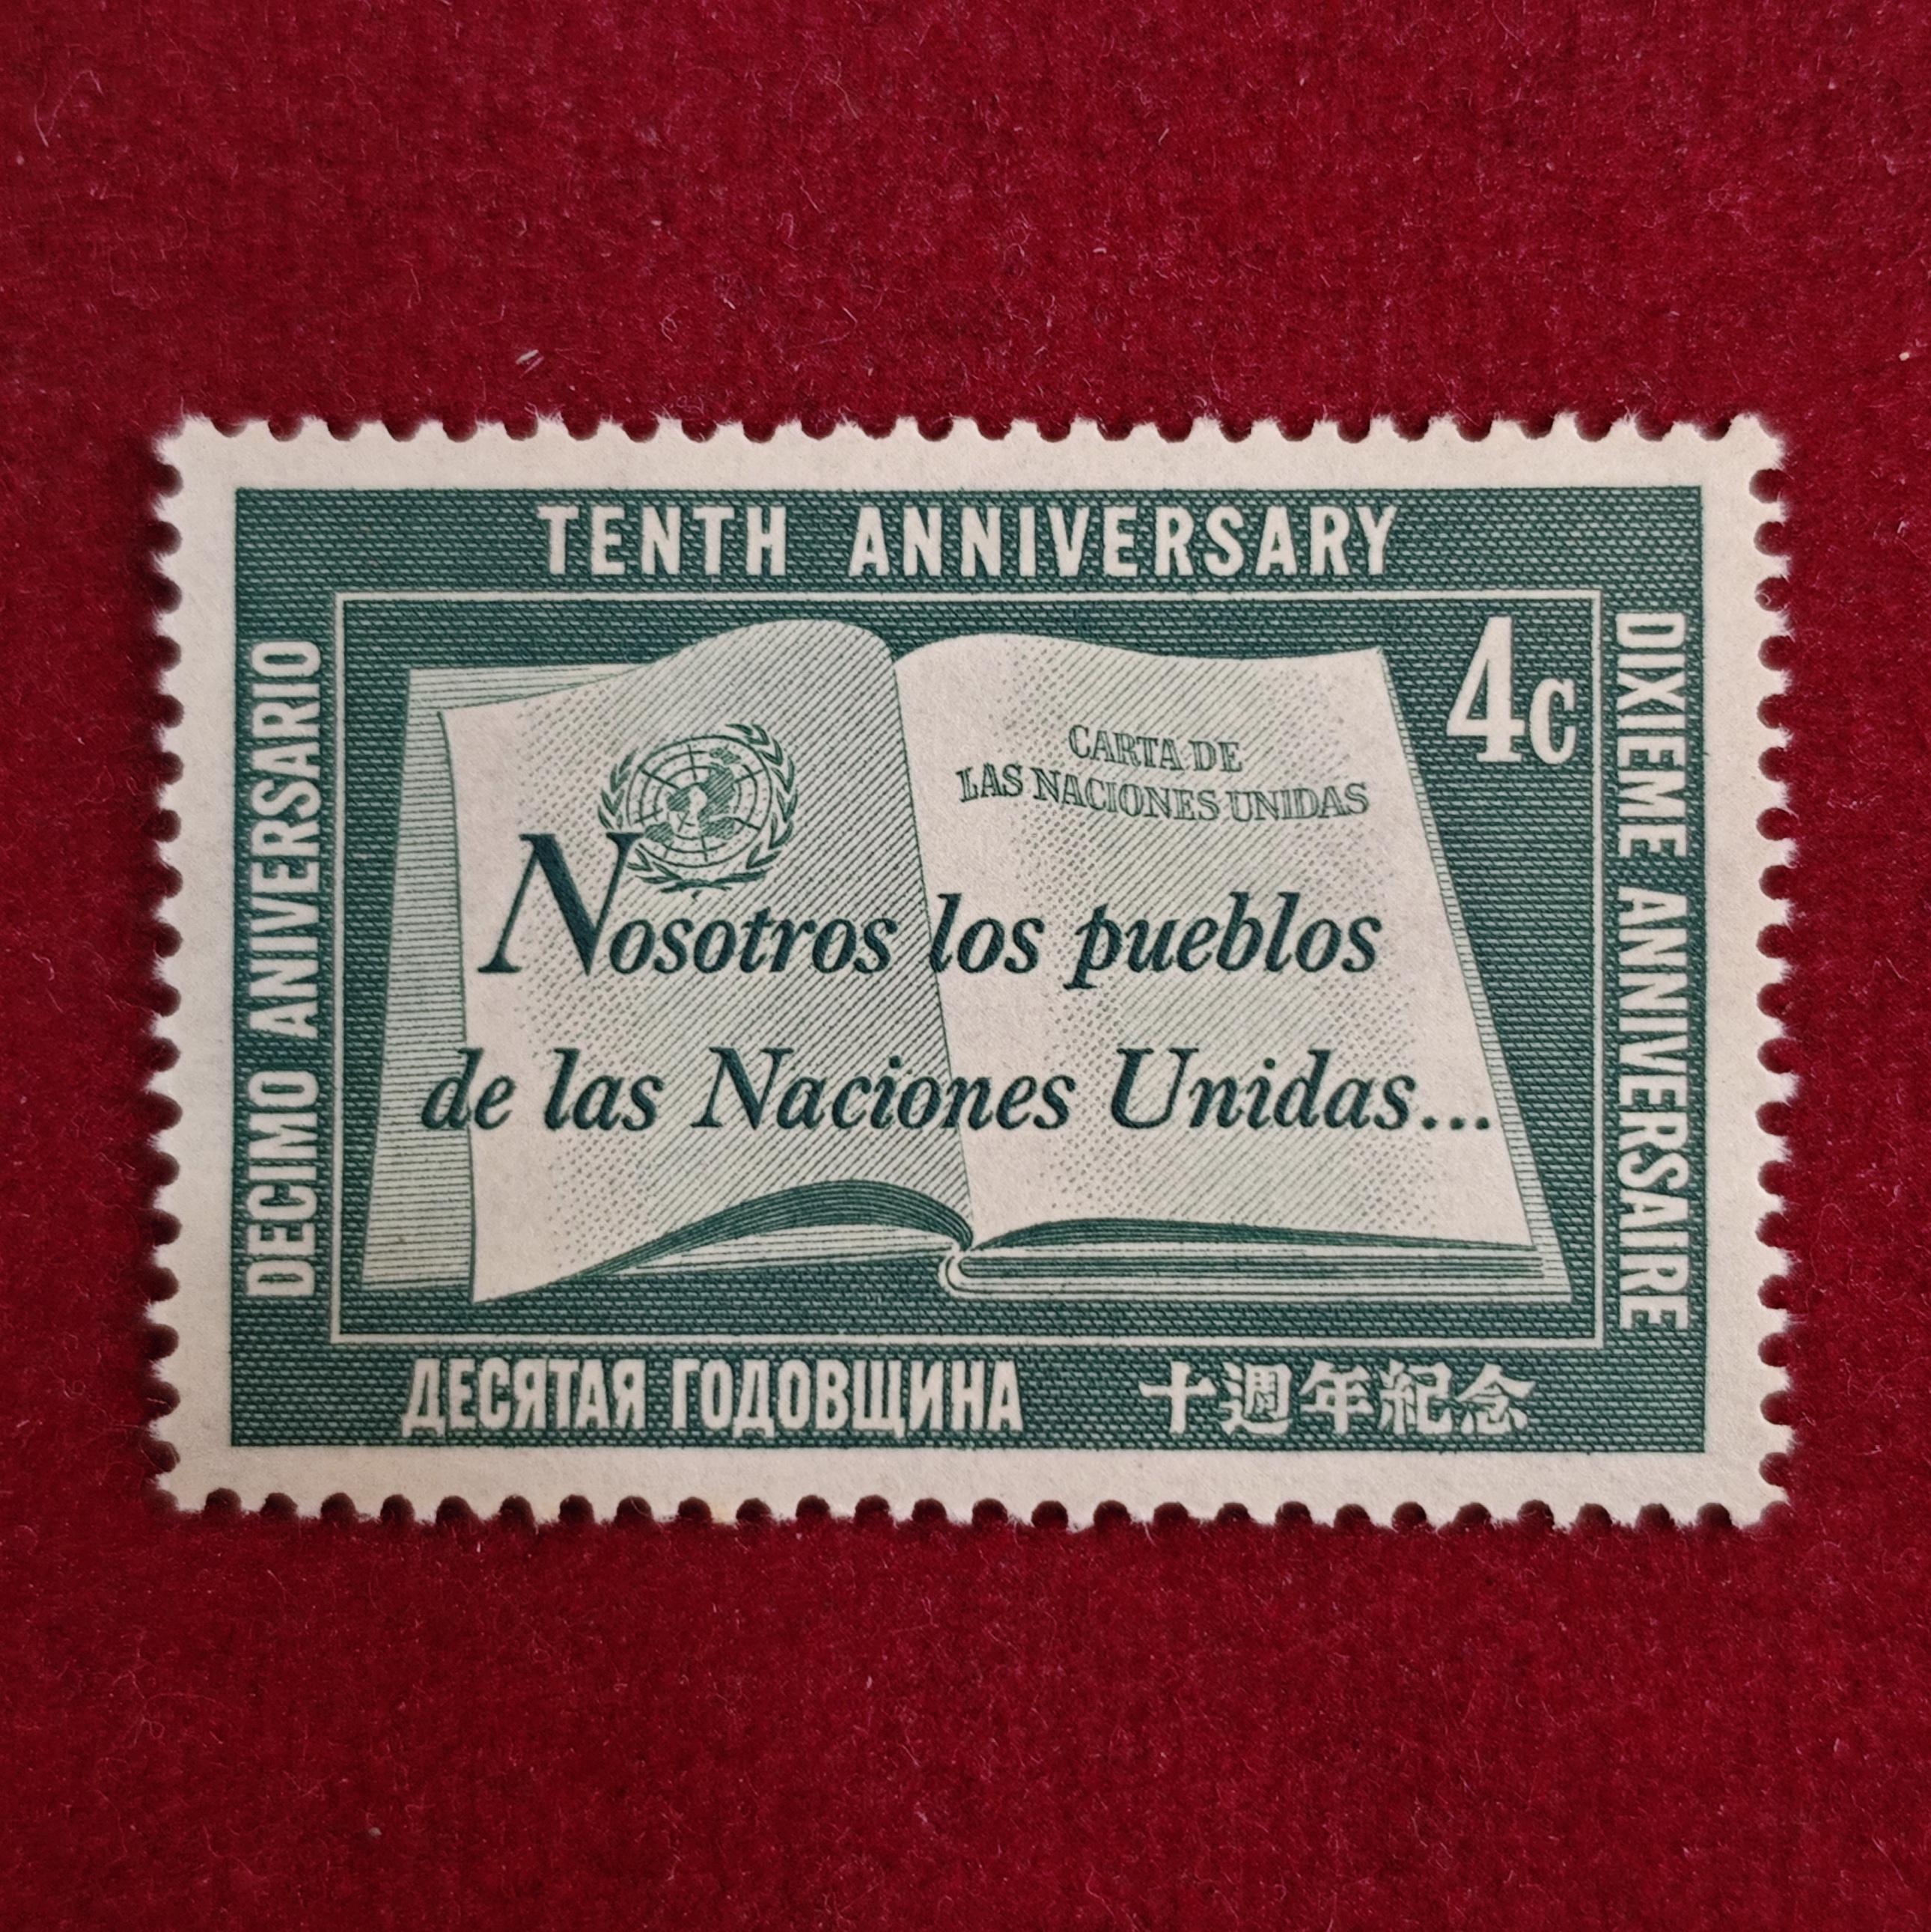 TENTH ANNIVERSARY
4c
DECIMO ANIVERSARIO
DIXIEME ANNIVERSAIRE
CARTA DE
LAS NACIONES UNIDAS
Nosotros los pueblos
de las Naciones Unidas...
ДЕСЯТАЯ ГОДОВЩИНА 十週年紀念